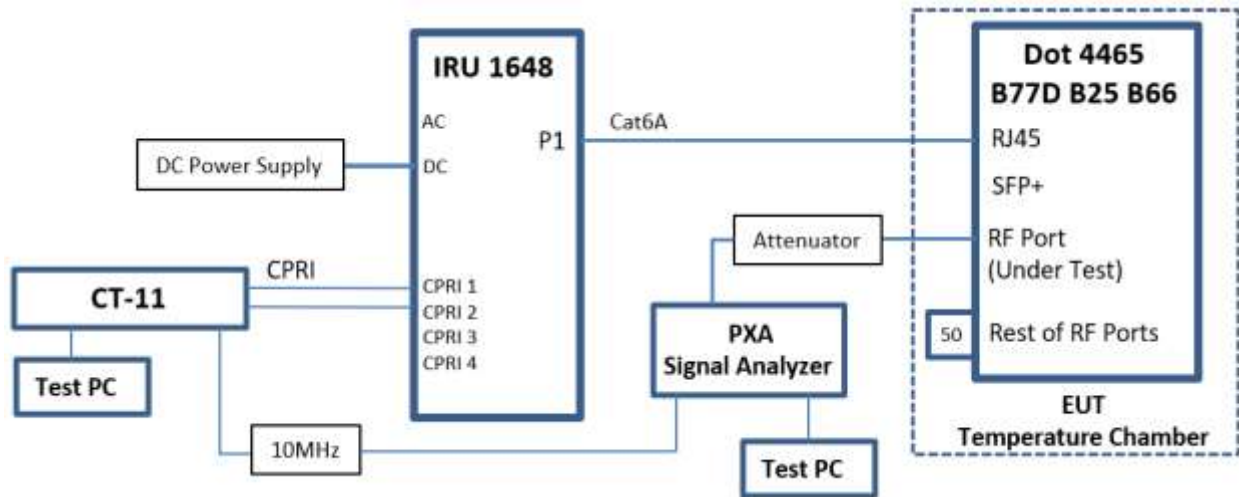 IRU 1648
AC
P1
DC
CPRI 1
CPRI 2
CPRI 3
CPRI 4
DC Power Supply
CPRI
CT-11
Test PC
10MHz
Cat6A
Attenuator
PXA
Signal Analyzer
Test PC
Dot 4465
B77D B25 B66
RJ45
SFP+
RF Port
(Under Test)
50
Rest of RF Ports
EUT
Temperature Chamber